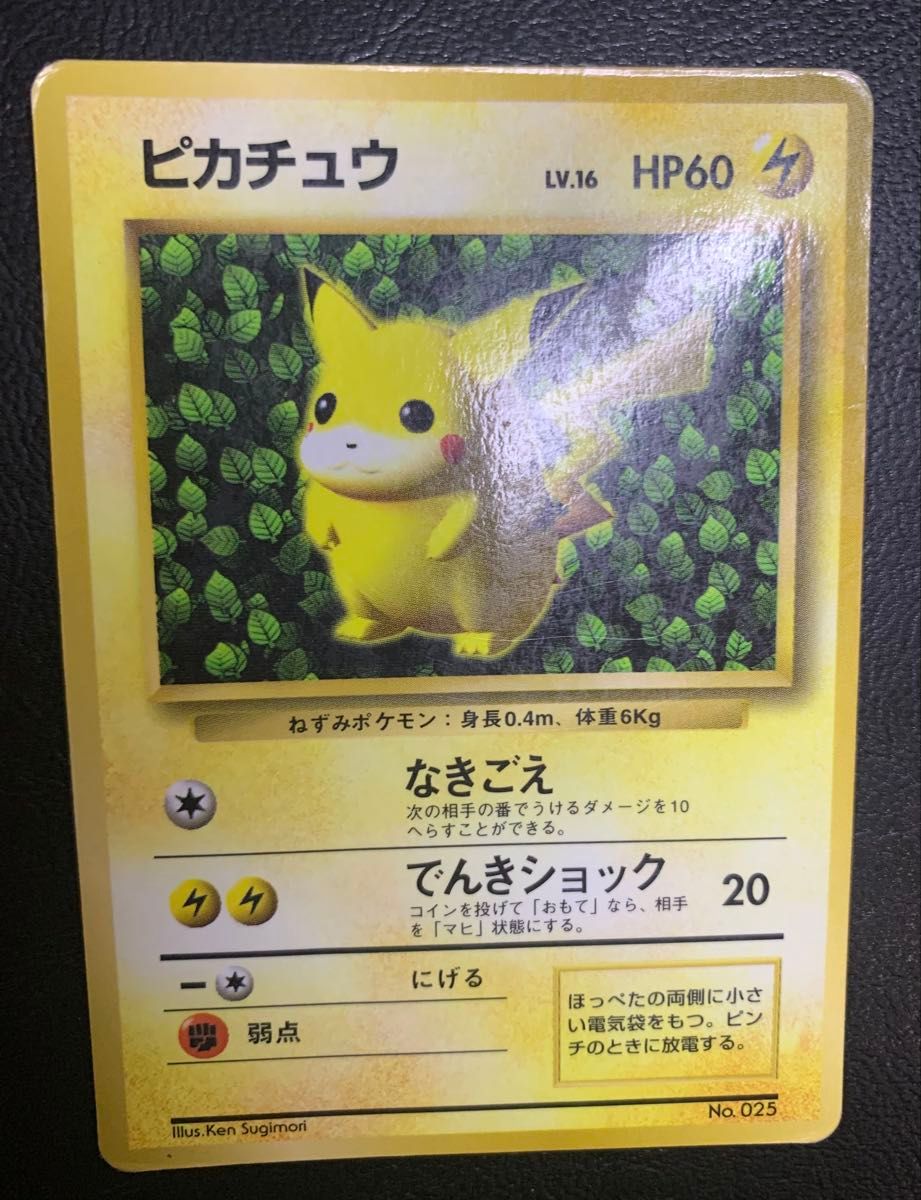 ピカチュウ LV.16 HP60
ねずみポケモン：身長0.4m、体重6Kg
なきごえ
次の相手の番でうけるダメージを10
へらすことができる。
でんきショック 20
コインを投げて「おもて」なら、相手
を「マヒ」状態にする。
にげる
弱点
ほっぺたの両側に小さ
い電気袋をもつ。ピン
チのときに放電する。
Illus.Ken Sugimori
No. 025